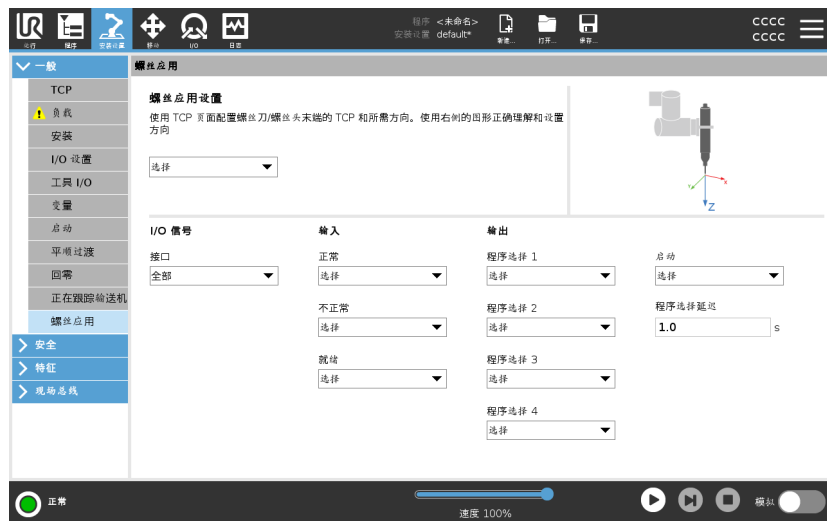 UR
程序 <未命名>
安装设置 default*
cccc
cccc
运行
程序
安装设置
移动
I/O
日志
新建...
打开...
保存...
一般
螺丝应用
TCP
负载
安装
I/O 设置
工具 I/O
变量
启动
平顺过渡
回零
正在跟踪输送机
螺丝应用
安全
特征
现场总线
螺丝应用设置
使用 TCP 页面配置螺丝刀/螺丝头末端的 TCP 和所需方向。使用右侧的图形正确理解和设置
方向
选择
Y
X
Z
I/O 信号
输入
输出
接口
正常
程序选择 1
启动
全部
选择
选择
选择
不正常
程序选择 2
程序选择延迟
选择
选择
1.0
s
就绪
程序选择 3
选择
选择
程序选择 4
选择
正常
速度 100%
模拟